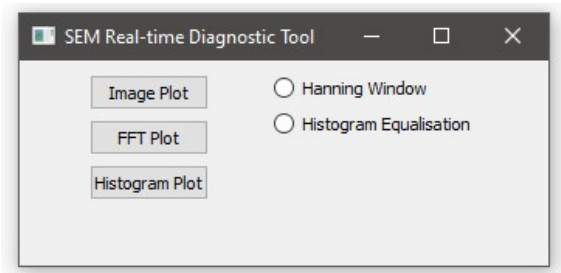 SEM Real-time Diagnostic Tool
Image Plot
Hanning Window
FFT Plot
Histogram Equalisation
Histogram Plot